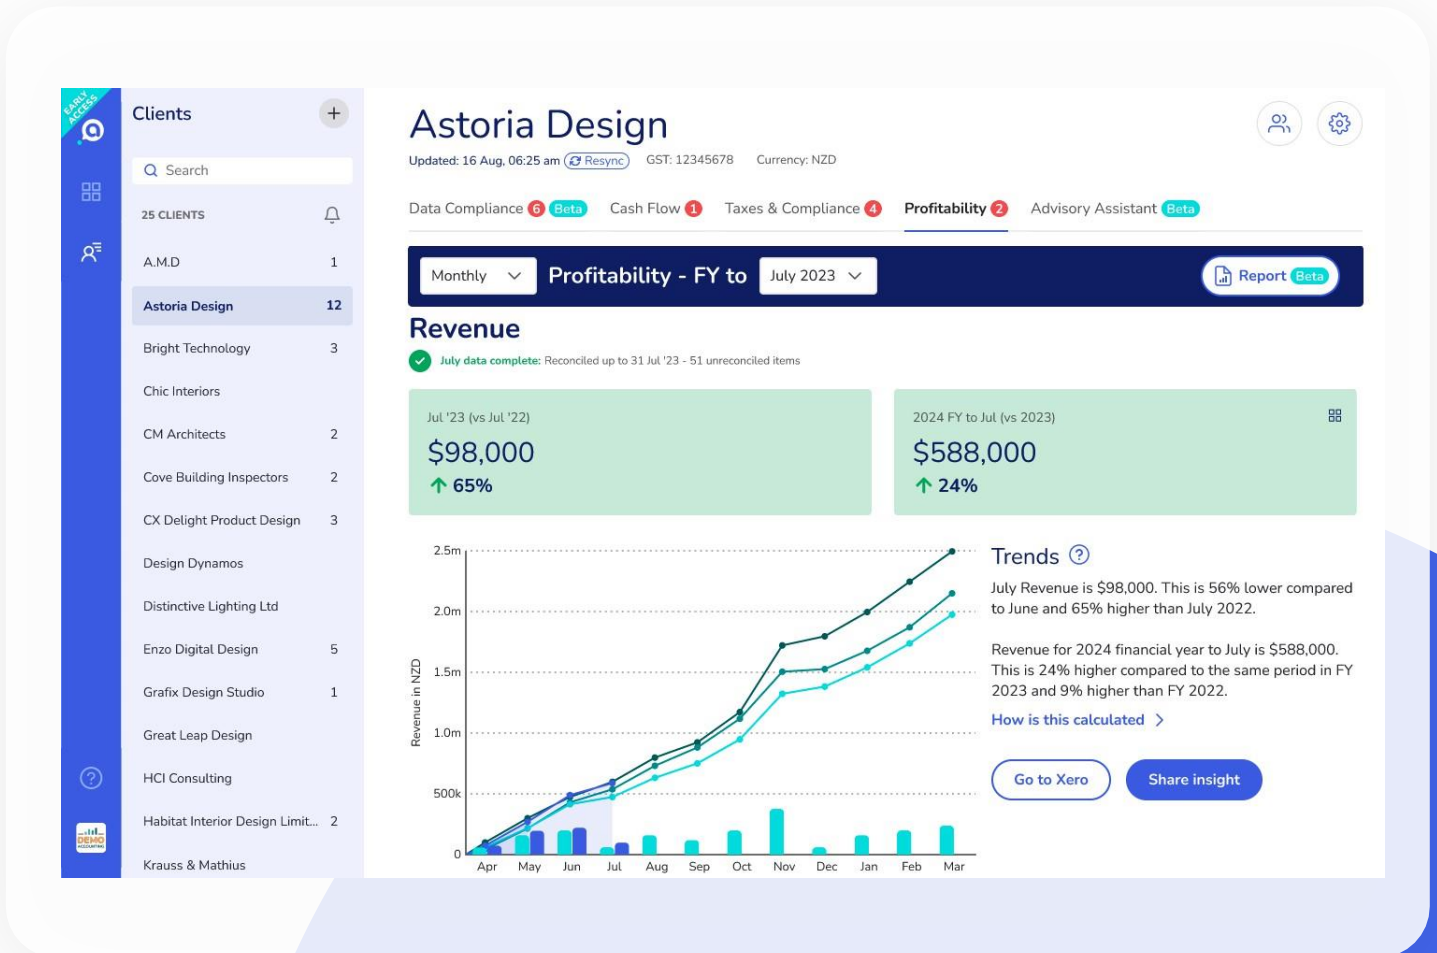 EARLY ACCESS
Clients
Search
25 CLIENTS
A.M.D 1
Astoria Design 12
Bright Technology 3
Chic Interiors
CM Architects 2
Cove Building Inspectors 2
CX Delight Product Design 3
Design Dynamos
Distinctive Lighting Ltd
Enzo Digital Design 5
Grafix Design Studio 1
Great Leap Design
HCI Consulting
Habitat Interior Design Limit... 2
Krauss & Mathius
DEMO
ACCOUNTING
Astoria Design
Updated: 16 Aug, 06:25 am Resync GST: 12345678 Currency: NZD
Data Compliance 6 Beta Cash Flow 1 Taxes & Compliance 4 Profitability 2 Advisory Assistant Beta
Monthly Profitability - FY to July 2023 Report Beta
Revenue
July data complete: Reconciled up to 31 Jul '23 - 51 unreconciled items
Jul '23 (vs Jul '22)
$98,000
65%
2024 FY to Jul (vs 2023)
$588,000
24%
Revenue in NZD
2.5m
2.0m
1.5m
1.0m
500k
0
Apr May Jun Jul Aug Sep Oct Nov Dec Jan Feb Mar
Trends
July Revenue is $98,000. This is 56% lower compared
to June and 65% higher than July 2022.
Revenue for 2024 financial year to July is $588,000.
This is 24% higher compared to the same period in FY
2023 and 9% higher than FY 2022.
How is this calculated
Go to Xero Share insight